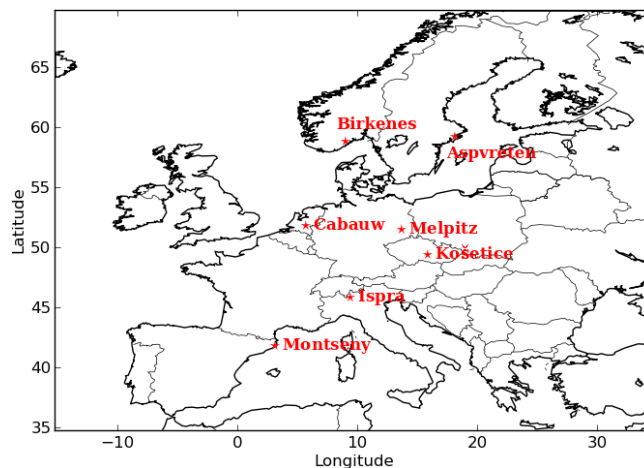 65
60
55
50
45
40
35
Latitude
Birkenes
Aspvreten
Cabauw
Melpitz
Košetice
Ispra
Montseny
−10
0
10
20
30
Longitude